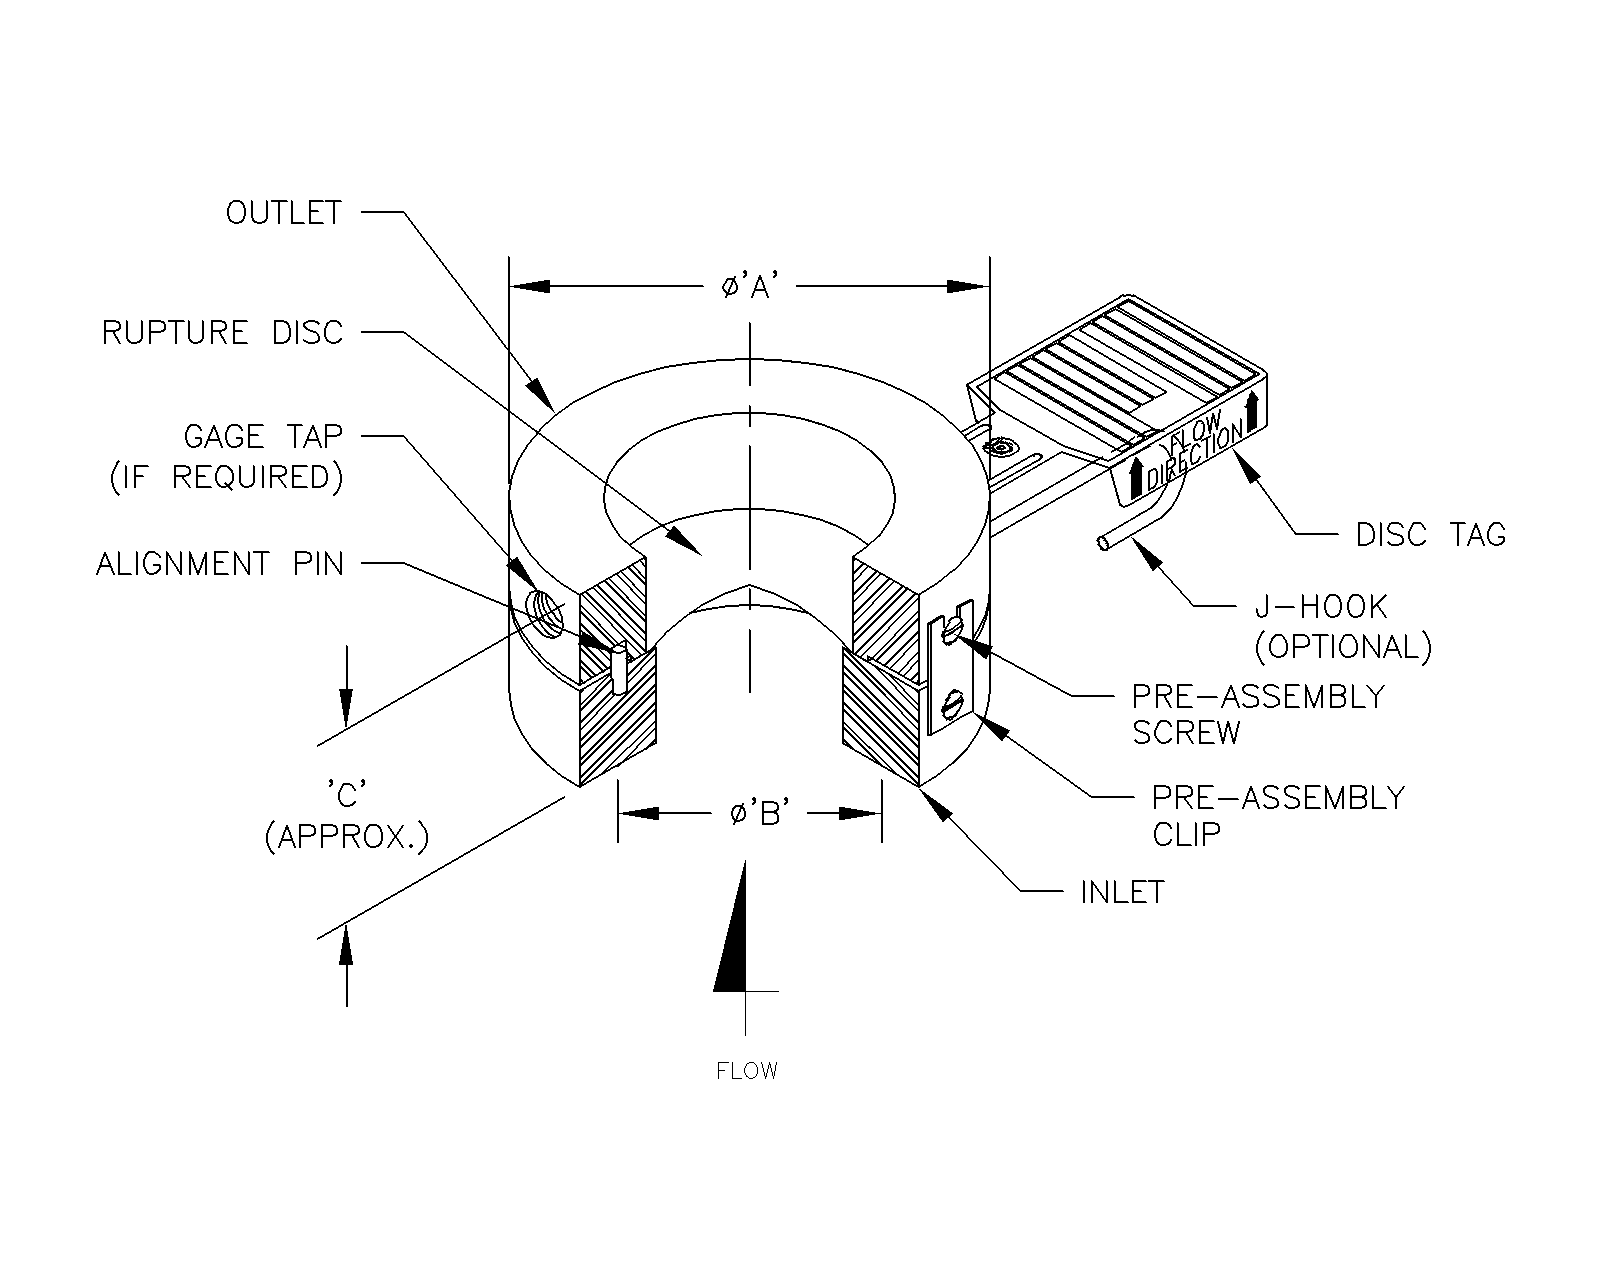 OUTLET
ø'A'
RUPTURE DISC
GAGE TAP
(IF REQUIRED)
FLOW
DIRECTION
DISC TAG
ALIGNMENT PIN
J-HOOK
(OPTIONAL)
PRE-ASSEMBLY
SCREW
'C'
(APPROX.)
ø'B'
PRE-ASSEMBLY
CLIP
INLET
FLOW